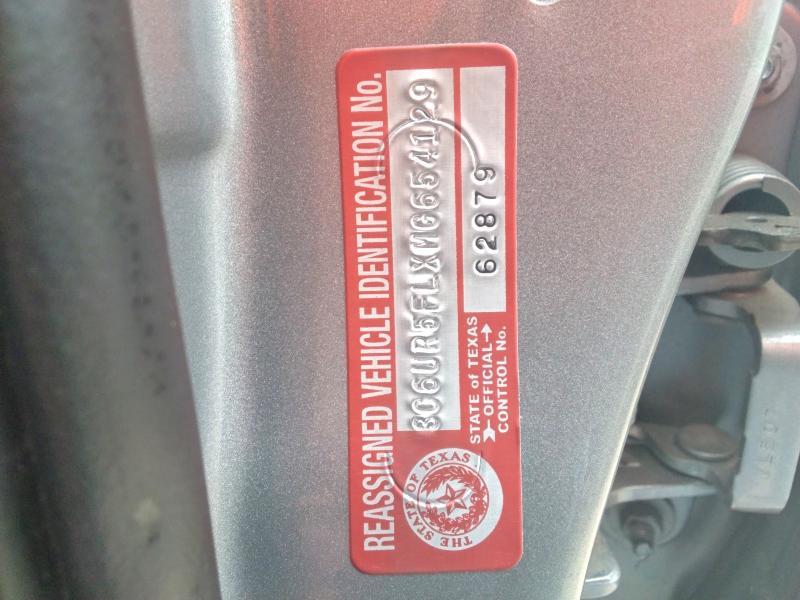 REASSIGNED VEHICLE IDENTIFICATION No.
3C6UR5FLXMG654129
STATE of TEXAS
OFFICIAL
CONTROL No.
62879
THE STATE OF TEXAS